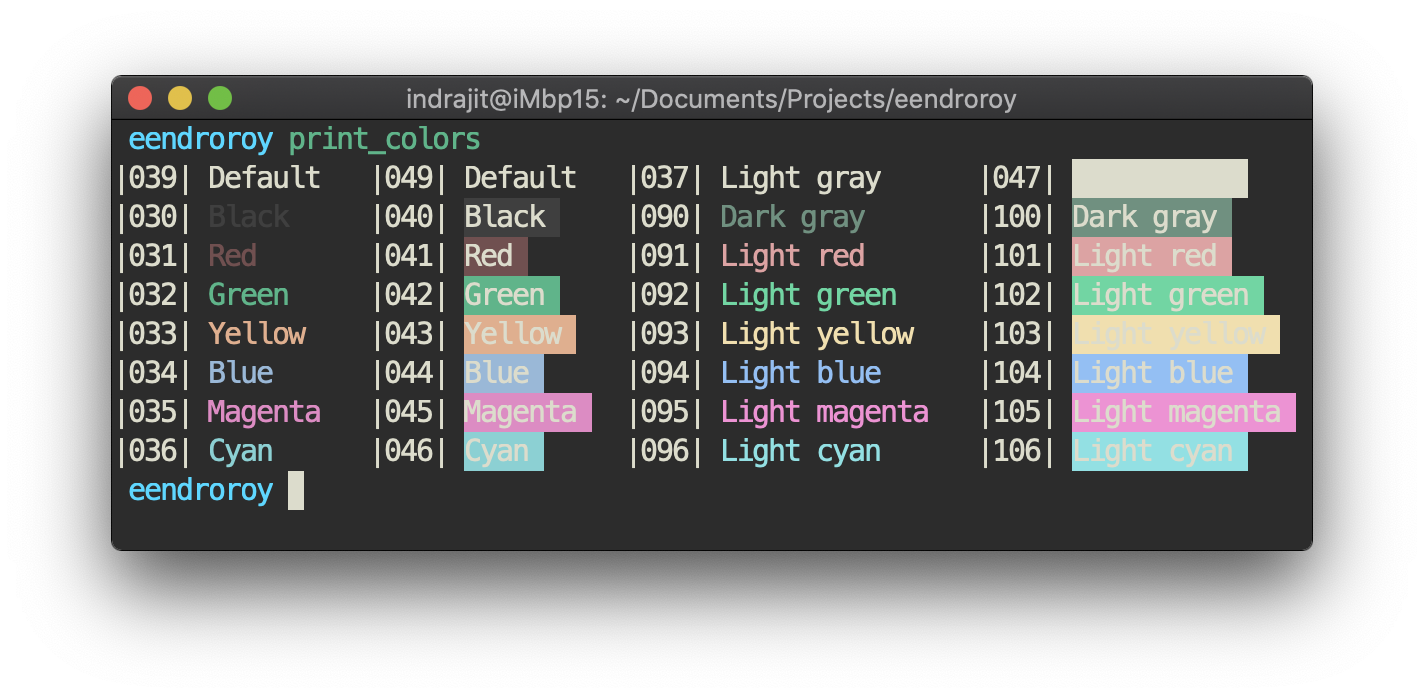 indrajit@iMbp15: ~/Documents/Projects/eendroroy
eendroroy print_colors
|039| Default |049| Default |037| Light gray |047|
|030| Black |040| Black |090| Dark gray |100| Dark gray
|031| Red |041| Red |091| Light red |101| Light red
|032| Green |042| Green |092| Light green |102| Light green
|033| Yellow |043| Yellow |093| Light yellow |103| Light yellow
|034| Blue |044| Blue |094| Light blue |104| Light blue
|035| Magenta |045| Magenta |095| Light magenta |105| Light magenta
|036| Cyan |046| Cyan |096| Light cyan |106| Light cyan
eendroroy